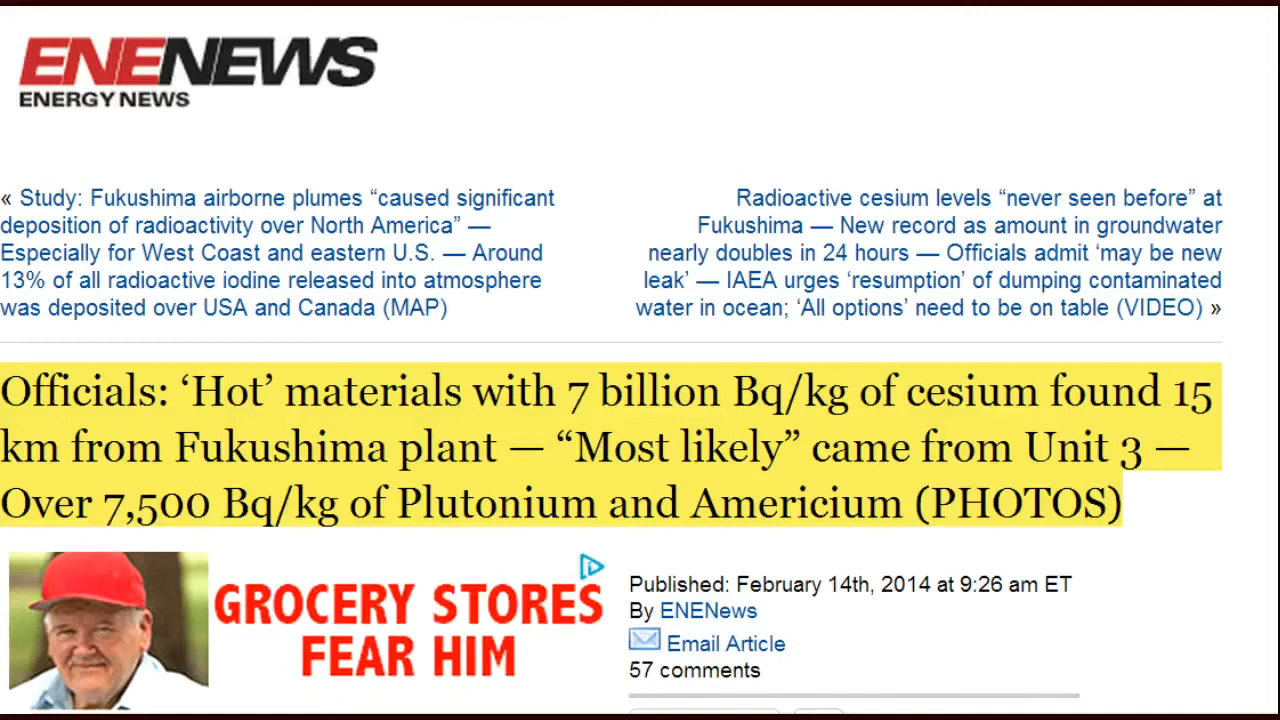 ENENEWS
ENERGY NEWS
« Study: Fukushima airborne plumes “caused significant
deposition of radioactivity over North America” —
Especially for West Coast and eastern U.S. — Around
13% of all radioactive iodine released into atmosphere
was deposited over USA and Canada (MAP)
Radioactive cesium levels “never seen before” at
Fukushima — New record as amount in groundwater
nearly doubles in 24 hours — Officials admit ‘may be new
leak’ — IAEA urges ‘resumption’ of dumping contaminated
water in ocean; ‘All options’ need to be on table (VIDEO) »
Officials: ‘Hot’ materials with 7 billion Bq/kg of cesium found 15
km from Fukushima plant — “Most likely” came from Unit 3 —
Over 7,500 Bq/kg of Plutonium and Americium (PHOTOS)
GROCERY STORES
FEAR HIM
Published: February 14th, 2014 at 9:26 am ET
By ENENews
Email Article
57 comments